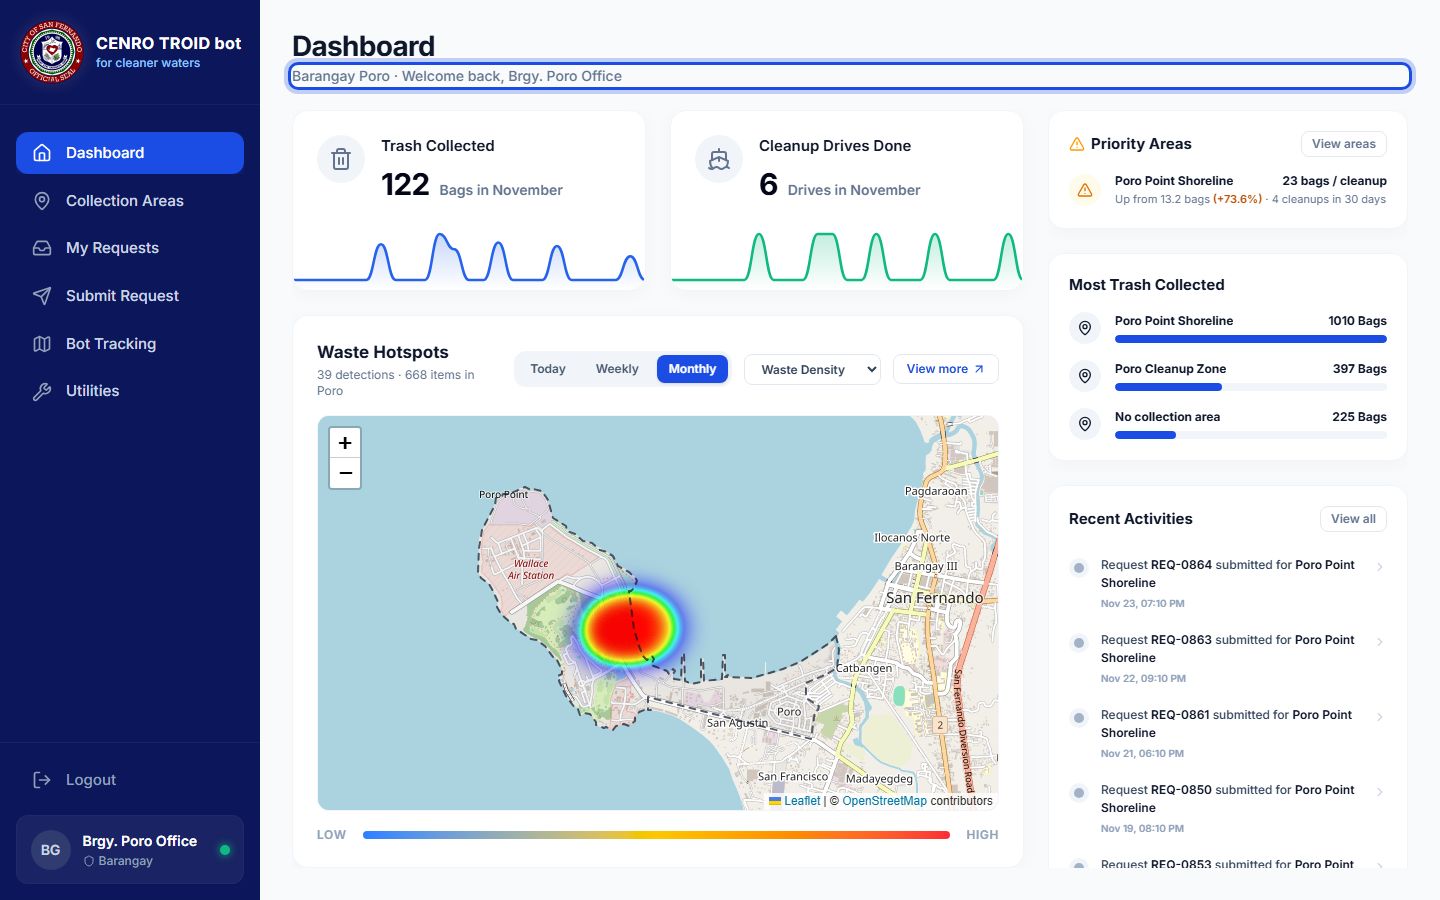 CITY OF SAN FERNANDO
OFFICIAL SEAL
CENRO TROID bot
for cleaner waters
Dashboard
Collection Areas
My Requests
Submit Request
Bot Tracking
Utilities
Logout
BG
Brgy. Poro Office
Barangay
Dashboard
Barangay Poro · Welcome back, Brgy. Poro Office
Trash Collected
122 Bags in November
Cleanup Drives Done
6 Drives in November
Waste Hotspots
39 detections · 668 items in
Poro
Today Weekly Monthly
Waste Density
View more
+
−
Poro Point
Wallace
Air Station
Pagdaraoan
Ilocanos Norte
Barangay III
San Fernando
Catbangen
Poro
San Agustin
San Fernando Diversion Road
2
San Francisco
Madayegdeg
Leaflet | © OpenStreetMap contributors
LOW
HIGH
Priority Areas
View areas
Poro Point Shoreline 23 bags / cleanup
Up from 13.2 bags (+73.6%) · 4 cleanups in 30 days
Most Trash Collected
Poro Point Shoreline 1010 Bags
Poro Cleanup Zone 397 Bags
No collection area 225 Bags
Recent Activities
View all
Request REQ-0864 submitted for Poro Point
Shoreline
Nov 23, 07:10 PM
Request REQ-0863 submitted for Poro Point
Shoreline
Nov 22, 09:10 PM
Request REQ-0861 submitted for Poro Point
Shoreline
Nov 21, 06:10 PM
Request REQ-0850 submitted for Poro Point
Shoreline
Nov 19, 08:10 PM
Request REQ-0853 submitted for Poro Point